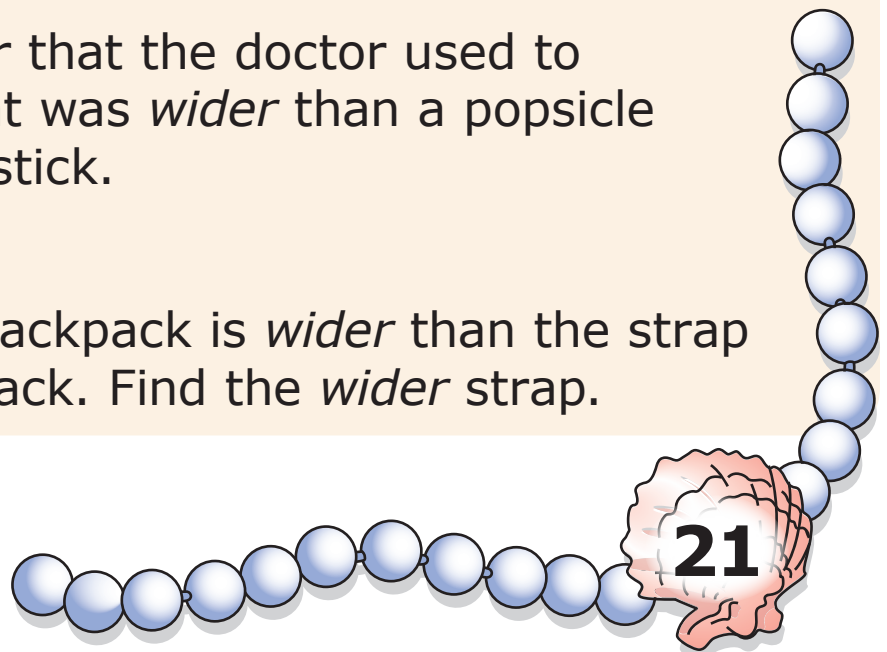 r that the doctor used to
t was wider than a popsicle
stick.
ackpack is wider than the strap
ack. Find the wider strap.
21